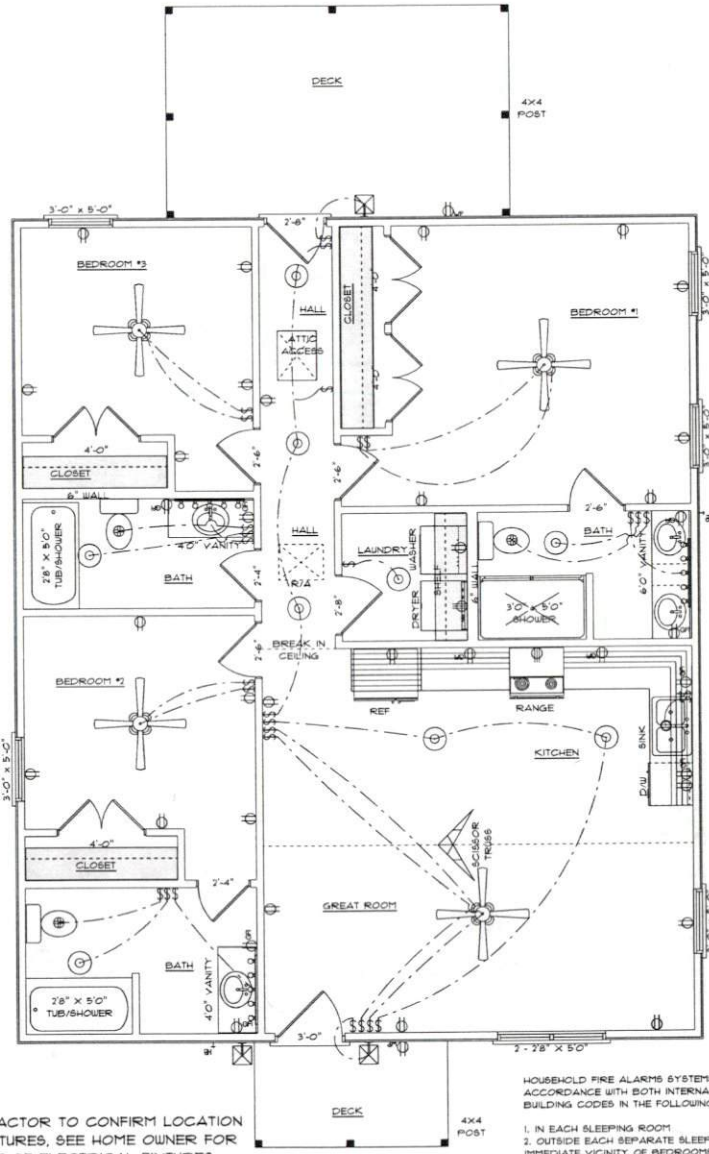 DECK
4X4
POST
3'-0" x 5'-0"
2'-8"
BEDROOM #3
HALL
CLOSET
4'-0"
BEDROOM #1
3'-0" x 5'-0"
ATTIC
ACCESS
4'-0"
3'-0" x 5'-0"
4'-0"
CLOSET
2'-6"
2'-6"
6" WALL
2'-6"
BATH
2'8" X 5'0"
TUB/SHOWER
4'0" VANITY
BATH
HALL
R/A
2'-4"
LAUNDRY
WASHER
DRYER
SHELF
6" WALL
2'-8"
3'0" x 5'0"
SHOWER
6'0" VANITY
BREAK IN
CEILING
2'-6"
BEDROOM #2
REF
RANGE
KITCHEN
SINK
D/W
3'-0" X 5'-0"
4'-0"
CLOSET
SCISSOR
TRUSS
2'-4"
GREAT ROOM
BATH
4'0" VANITY
2'8" X 5'0"
TUB/SHOWER
3'-0"
2 - 2'8" X 5'0"
DECK
4X4
POST
ACTOR TO CONFIRM LOCATION
TURES, SEE HOME OWNER FOR
HOUSEHOLD FIRE ALARMS SYSTEM
ACCORDANCE WITH BOTH INTERNA
BUILDING CODES IN THE FOLLOWING
1. IN EACH SLEEPING ROOM
2. OUTSIDE EACH SEPARATE SLEEP
IMMEDIATE VICINITY OF BEDROOM